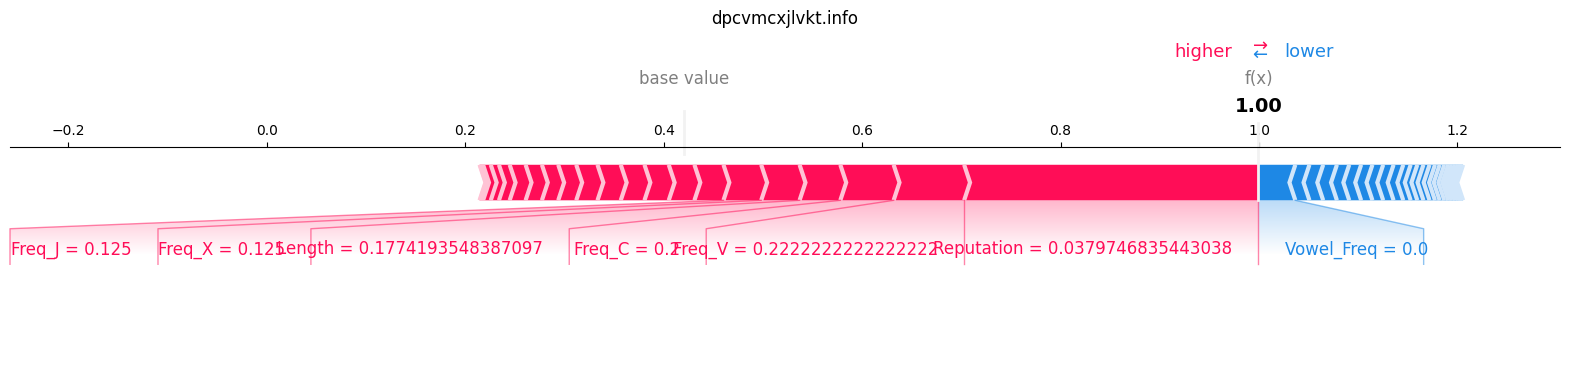 dpcvmcxjlvkt.info
higher ⇄ lower
base value f(x)
1.00
−0.2 0.0 0.2 0.4 0.6 0.8 1.0 1.2
Freq_J = 0.125 Freq_X = 0.125 Length = 0.1774193548387097 Freq_C = 0.2 Freq_V = 0.2222222222222222 Reputation = 0.0379746835443038 Vowel_Freq = 0.0